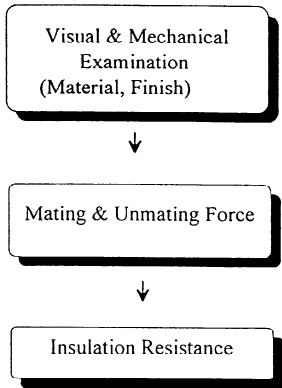 Visual & Mechanical
Examination
(Material, Finish)
Mating & Unmating Force
Insulation Resistance